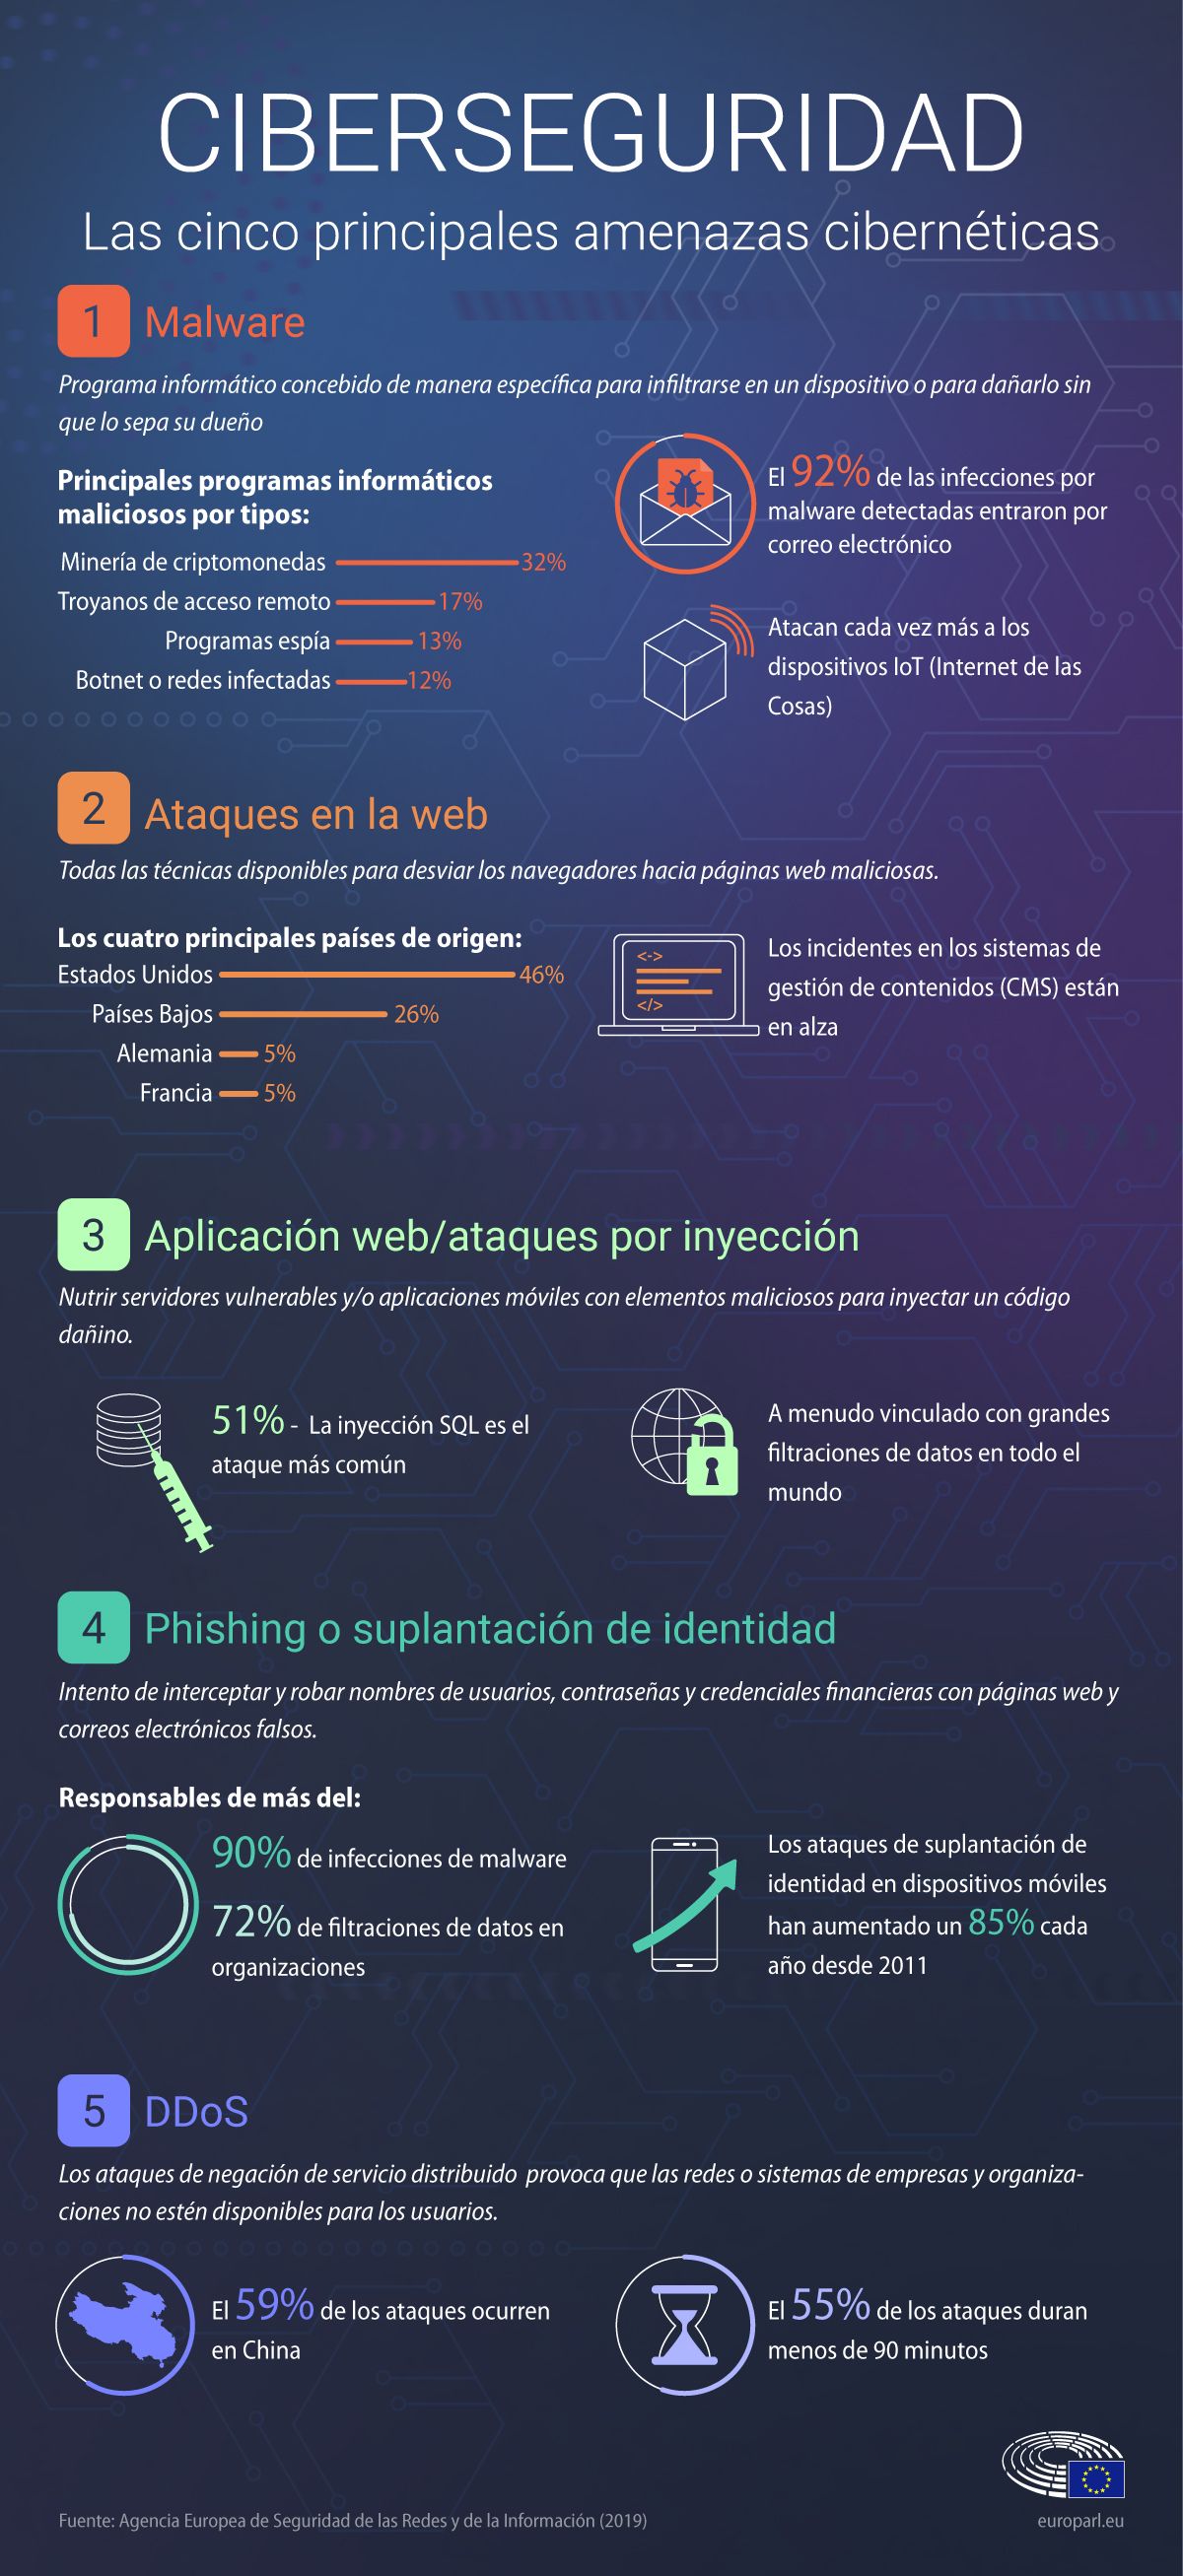 CIBERSEGURIDAD
Las cinco principales amenazas cibernéticas
1 Malware
Programa informático concebido de manera específica para infiltrarse en un dispositivo o para dañarlo sin
que lo sepa su dueño
Principales programas informáticos
maliciosos por tipos:
Minería de criptomonedas 32%
Troyanos de acceso remoto 17%
Programas espía 13%
Botnet o redes infectadas 12%
El 92% de las infecciones por
malware detectadas entraron por
correo electrónico
Atacan cada vez más a los
dispositivos IoT (Internet de las
Cosas)
2 Ataques en la web
Todas las técnicas disponibles para desviar los navegadores hacia páginas web maliciosas.
Los cuatro principales países de origen:
Estados Unidos 46%
Países Bajos 26%
Alemania 5%
Francia 5%
<->
</>
Los incidentes en los sistemas de
gestión de contenidos (CMS) están
en alza
3 Aplicación web/ataques por inyección
Nutrir servidores vulnerables y/o aplicaciones móviles con elementos maliciosos para inyectar un código
dañino.
51% - La inyección SQL es el
ataque más común
A menudo vinculado con grandes
filtraciones de datos en todo el
mundo
4 Phishing o suplantación de identidad
Intento de interceptar y robar nombres de usuarios, contraseñas y credenciales financieras con páginas web y
correos electrónicos falsos.
Responsables de más del:
90% de infecciones de malware
72% de filtraciones de datos en
organizaciones
Los ataques de suplantación de
identidad en dispositivos móviles
han aumentado un 85% cada
año desde 2011
5 DDoS
Los ataques de negación de servicio distribuido provoca que las redes o sistemas de empresas y organiza-
ciones no estén disponibles para los usuarios.
El 59% de los ataques ocurren
en China
El 55% de los ataques duran
menos de 90 minutos
Fuente: Agencia Europea de Seguridad de las Redes y de la Información (2019)
europarl.eu